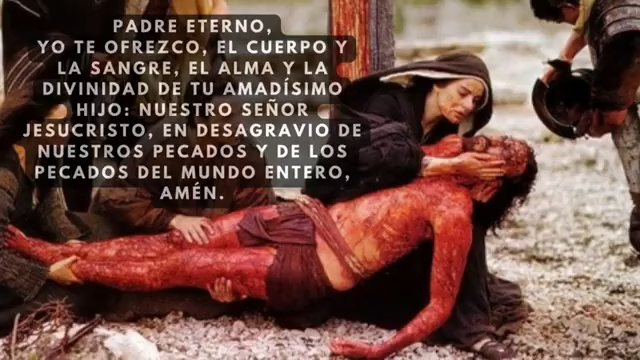 PADRE ETERNO,
YO TE OFREZCO, EL CUERPO Y
LA SANGRE, EL ALMA Y LA
DIVINIDAD DE TU AMADÍSIMO
HIJO: NUESTRO SEÑOR
JESUCRISTO, EN DESAGRAVIO DE
NUESTROS PECADOS Y DE LOS
PECADOS DEL MUNDO ENTERO,
AMÉN.